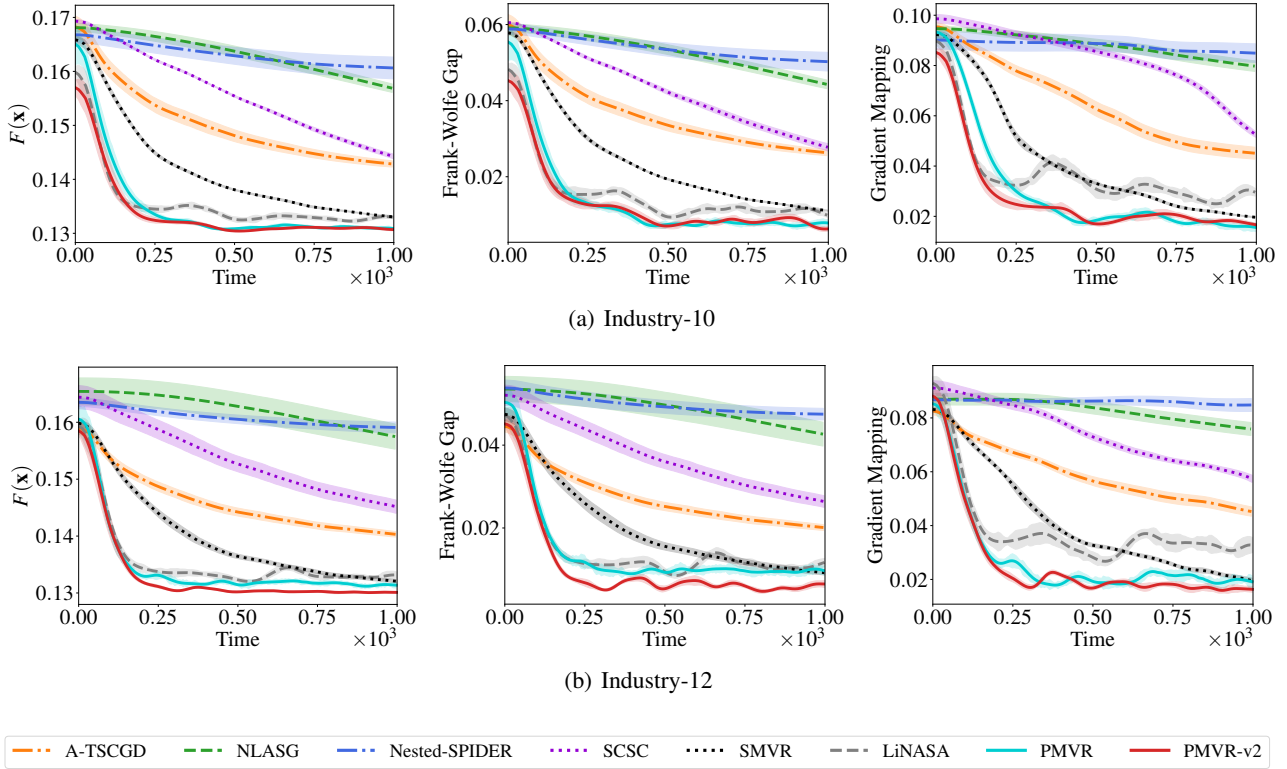 0.17
0.16
0.15
0.14
0.13
F(x)
0.00 0.25 0.50 0.75 1.00
Time ×10³
0.06
0.04
0.02
Frank-Wolfe Gap
0.00 0.25 0.50 0.75 1.00
Time ×10³
0.10
0.08
0.06
0.04
0.02
Gradient Mapping
0.00 0.25 0.50 0.75 1.00
Time ×10³
(a) Industry-10
0.16
0.15
0.14
0.13
F(x)
0.00 0.25 0.50 0.75 1.00
Time ×10³
0.04
0.02
Frank-Wolfe Gap
0.00 0.25 0.50 0.75 1.00
Time ×10³
0.08
0.06
0.04
0.02
Gradient Mapping
0.00 0.25 0.50 0.75 1.00
Time ×10³
(b) Industry-12
A-TSCGD NLASG Nested-SPIDER SCSC SMVR LiNASA PMVR PMVR-v2